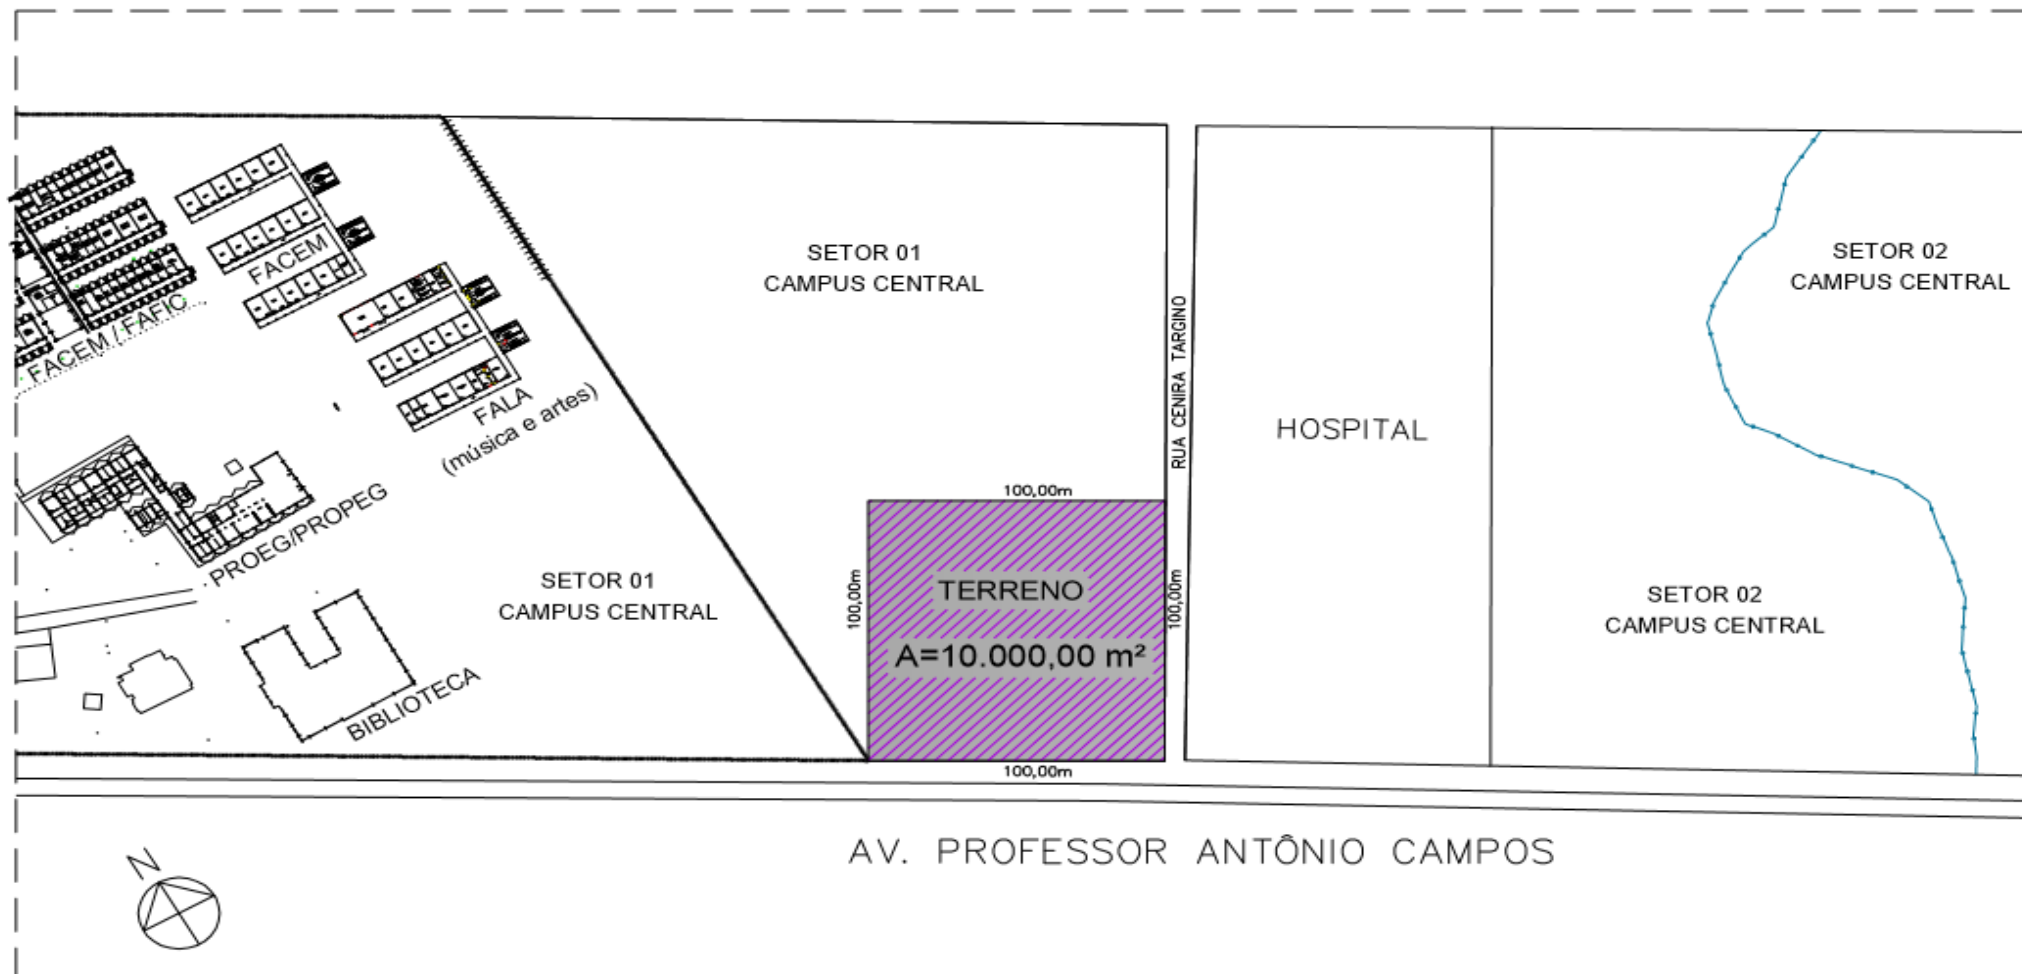 SETOR 01
CAMPUS CENTRAL
SETOR 02
CAMPUS CENTRAL
FACEM
FACEM / FAFIC
FALA
(música e artes)
RUA CENIRA TARGINO
HOSPITAL
PROEG/PROPEG
100,00m
100,00m
TERRENO
A=10.000,00 m²
100,00m
100,00m
SETOR 01
CAMPUS CENTRAL
SETOR 02
CAMPUS CENTRAL
BIBLIOTECA
AV. PROFESSOR ANTÔNIO CAMPOS
N